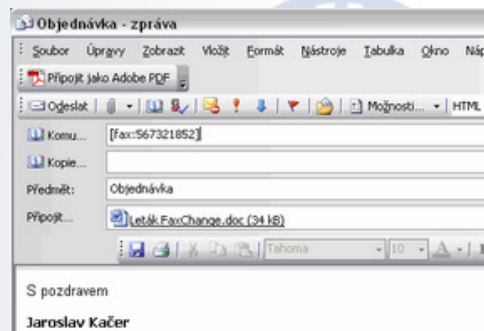 Objednávka - zpráva
Soubor Úpravy Zobrazit Vložit Formát Nástroje Tabulka Okno Náp
Připojit jako Adobe PDF
Odeslat Možnosti... HTML
Komu... [fax:567321852]
Kopie...
Předmět: Objednávka
Připojit... Leták FaxChange.doc (34 kB)
Tahoma 10 A
S pozdravem
Jaroslav Kačer